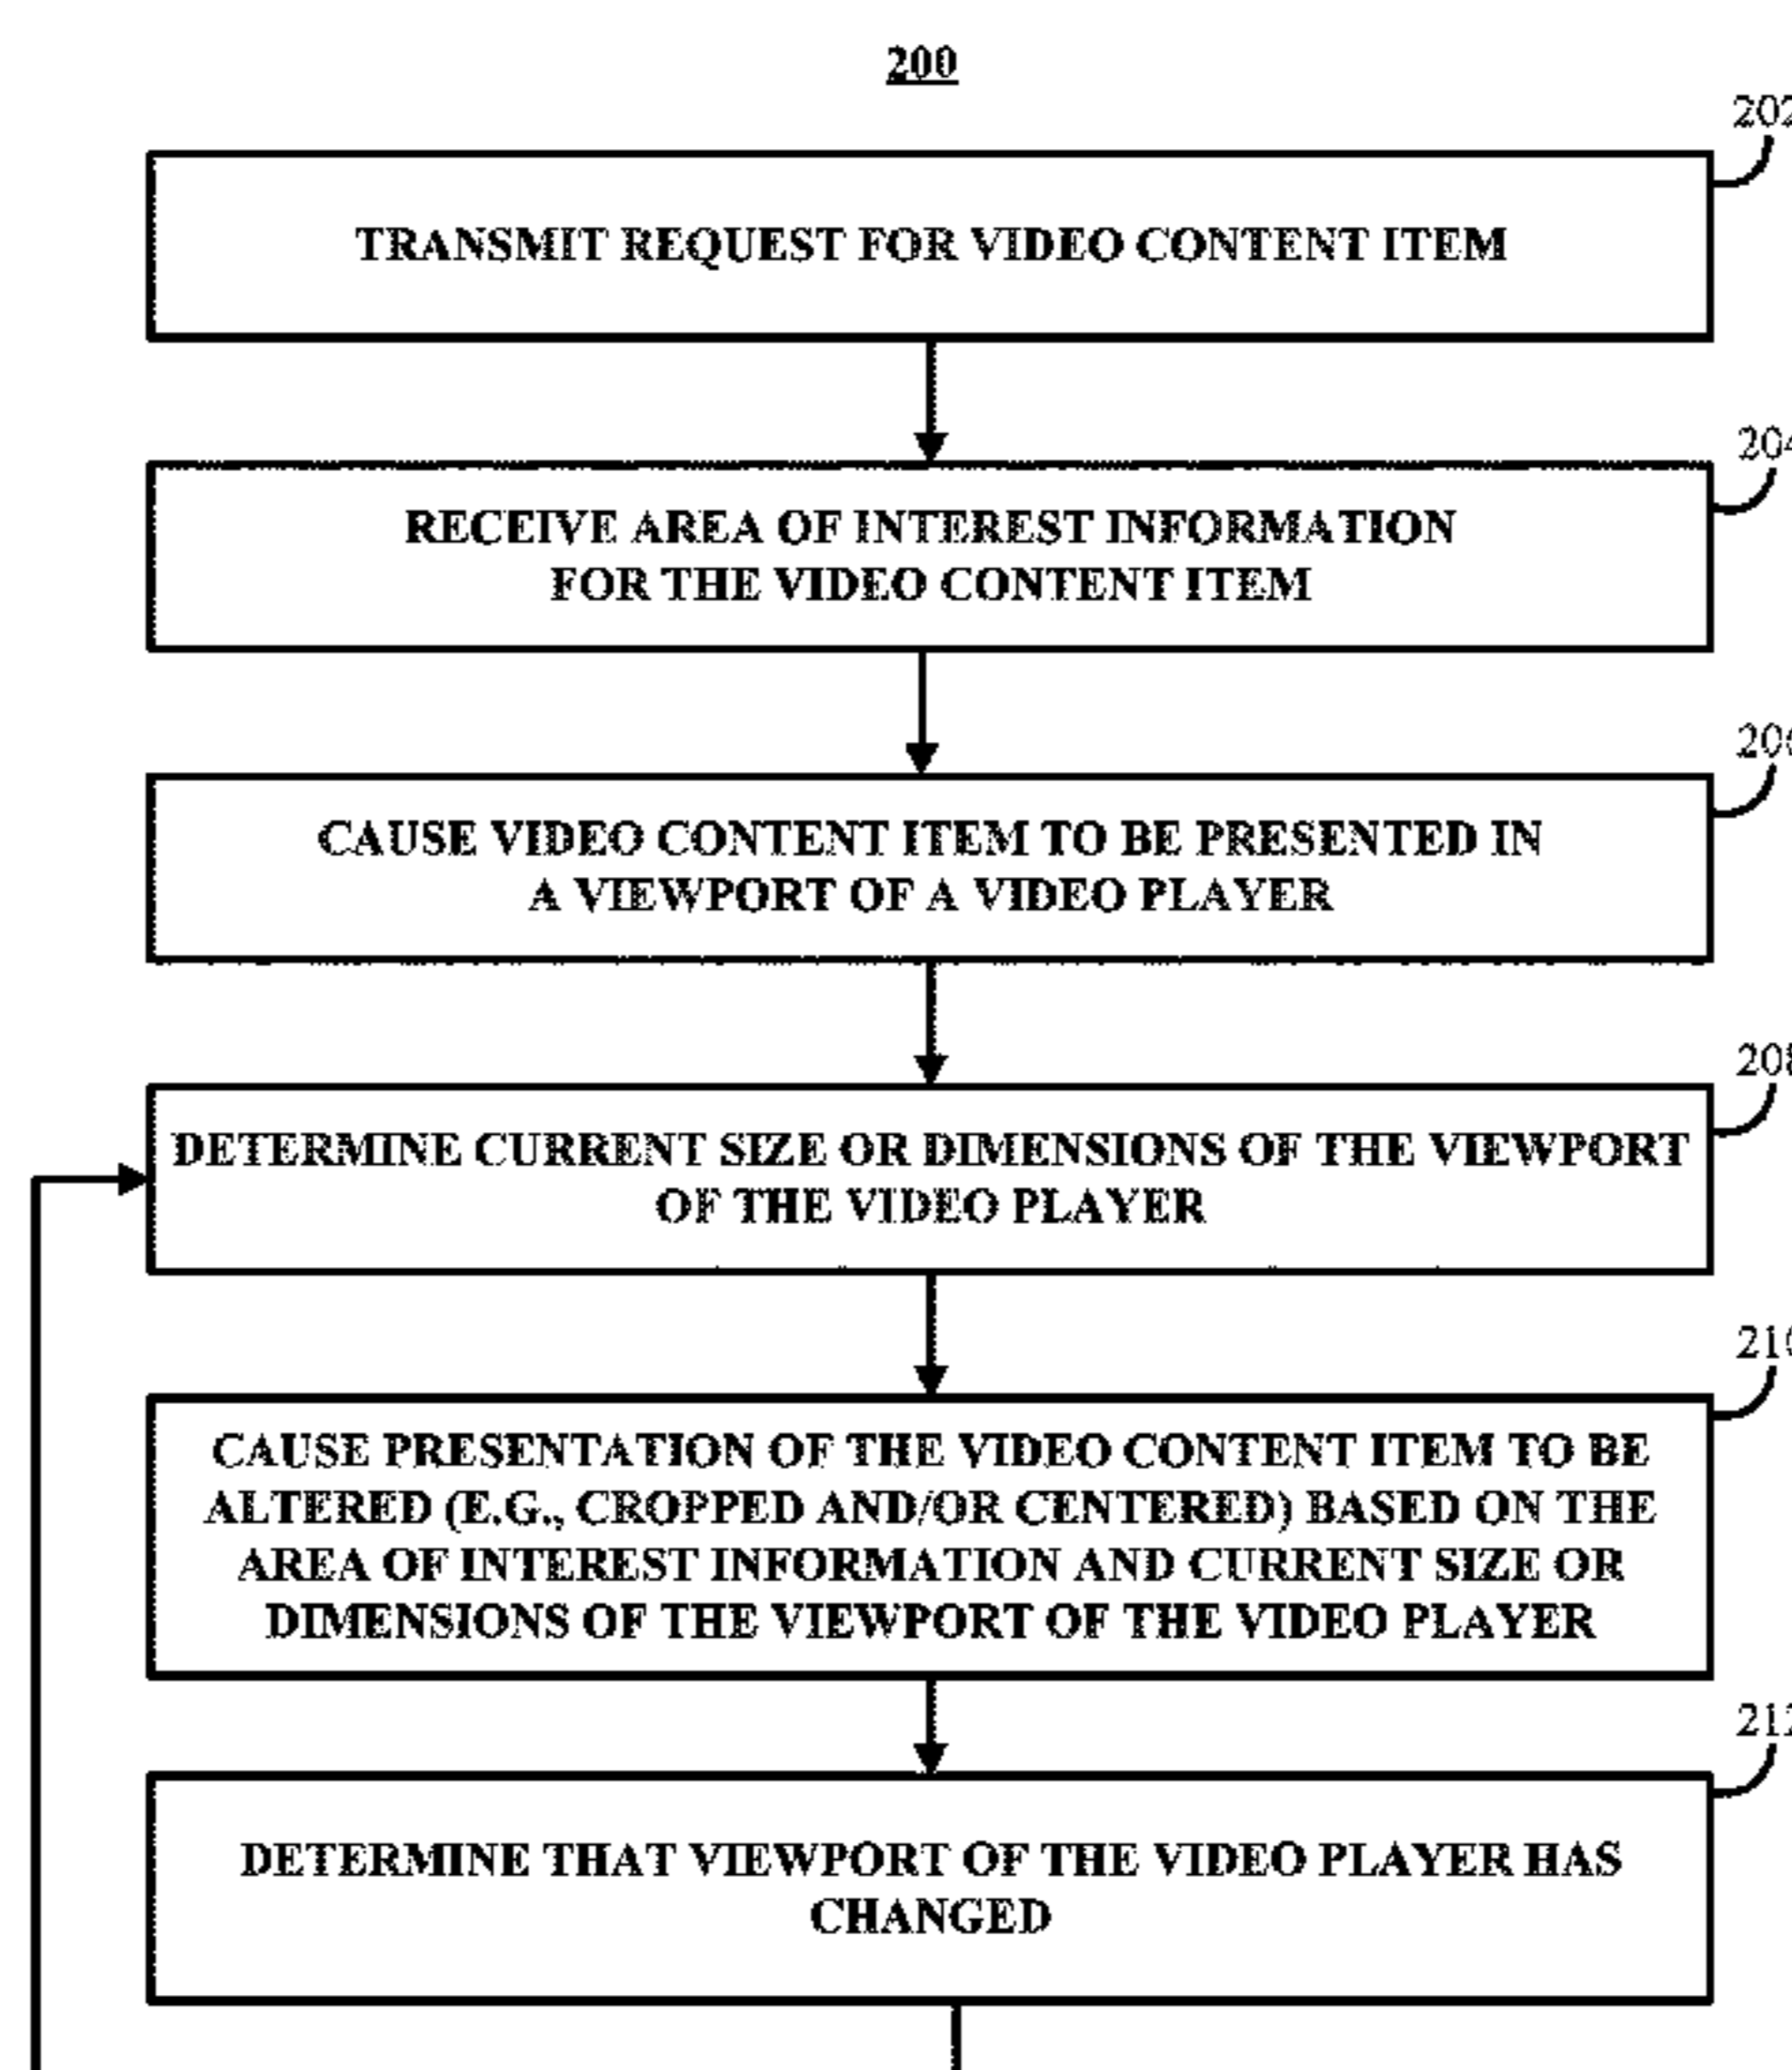 200
202
TRANSMIT REQUEST FOR VIDEO CONTENT ITEM
204
RECEIVE AREA OF INTEREST INFORMATION
FOR THE VIDEO CONTENT ITEM
206
CAUSE VIDEO CONTENT ITEM TO BE PRESENTED IN
A VIEWPORT OF A VIDEO PLAYER
208
DETERMINE CURRENT SIZE OR DIMENSIONS OF THE VIEWPORT
OF THE VIDEO PLAYER
210
CAUSE PRESENTATION OF THE VIDEO CONTENT ITEM TO BE
ALTERED (E.G., CROPPED AND/OR CENTERED) BASED ON THE
AREA OF INTEREST INFORMATION AND CURRENT SIZE OR
DIMENSIONS OF THE VIEWPORT OF THE VIDEO PLAYER
212
DETERMINE THAT VIEWPORT OF THE VIDEO PLAYER HAS
CHANGED